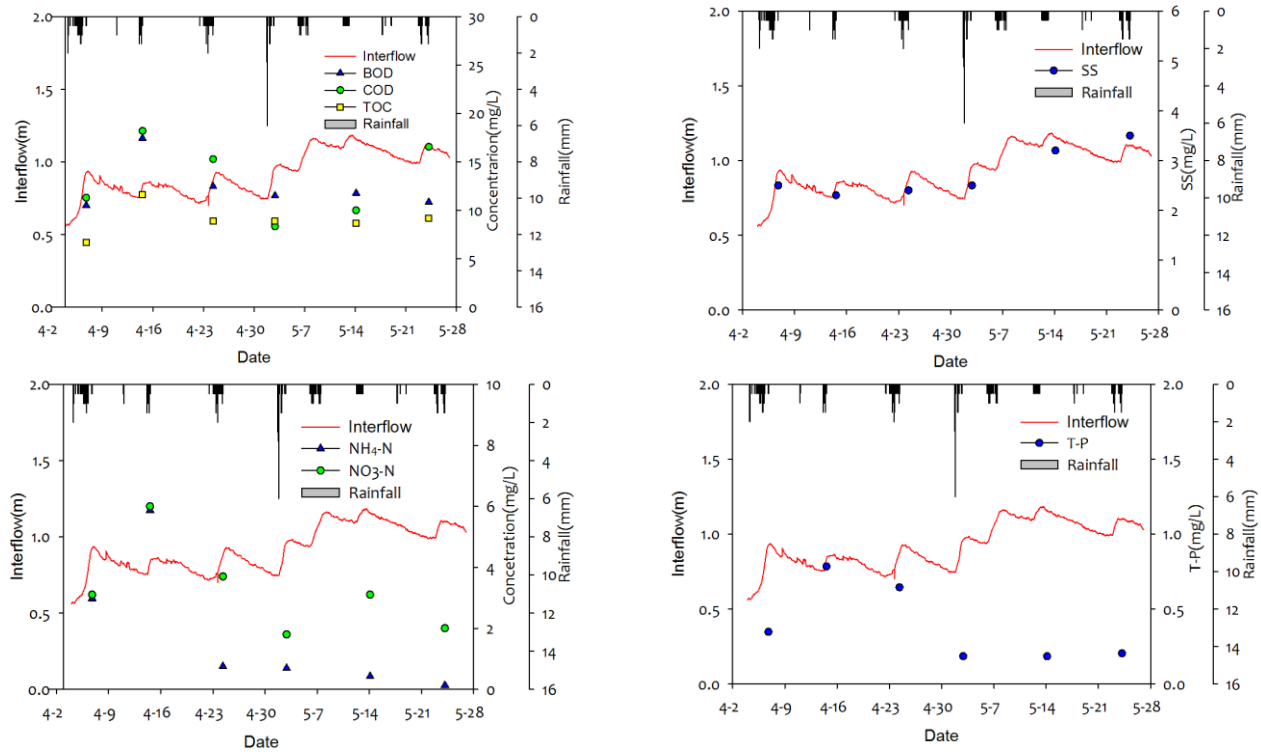 2.0
1.5
1.0
0.5
0.0
Interflow(m)
Interflow
BOD
COD
TOC
Rainfall
30
25
20
15
10
5
0
Concentrarion(mg/L)
0
2
4
6
8
10
12
14
16
Rainfall(mm)
4-2 4-9 4-16 4-23 4-30 5-7 5-14 5-21 5-28
Date
2.0
1.5
1.0
0.5
0.0
Interflow(m)
Interflow
SS
Rainfall
6
5
4
3
2
1
0
SS(mg/L)
0
2
4
6
8
10
12
14
16
Rainfall(mm)
4-2 4-9 4-16 4-23 4-30 5-7 5-14 5-21 5-28
Date
2.0
1.5
1.0
0.5
0.0
Interflow(m)
Interflow
NH4-N
NO3-N
Rainfall
10
8
6
4
2
0
Concetration(mg/L)
0
2
4
6
8
10
12
14
16
Rainfall(mm)
4-2 4-9 4-16 4-23 4-30 5-7 5-14 5-21 5-28
Date
2.0
1.5
1.0
0.5
0.0
Interflow(m)
Interflow
T-P
Rainfall
2.0
1.5
1.0
0.5
0.0
T-P(mg/L)
0
2
4
6
8
10
12
14
16
Rainfall(mm)
4-2 4-9 4-16 4-23 4-30 5-7 5-14 5-21 5-28
Date